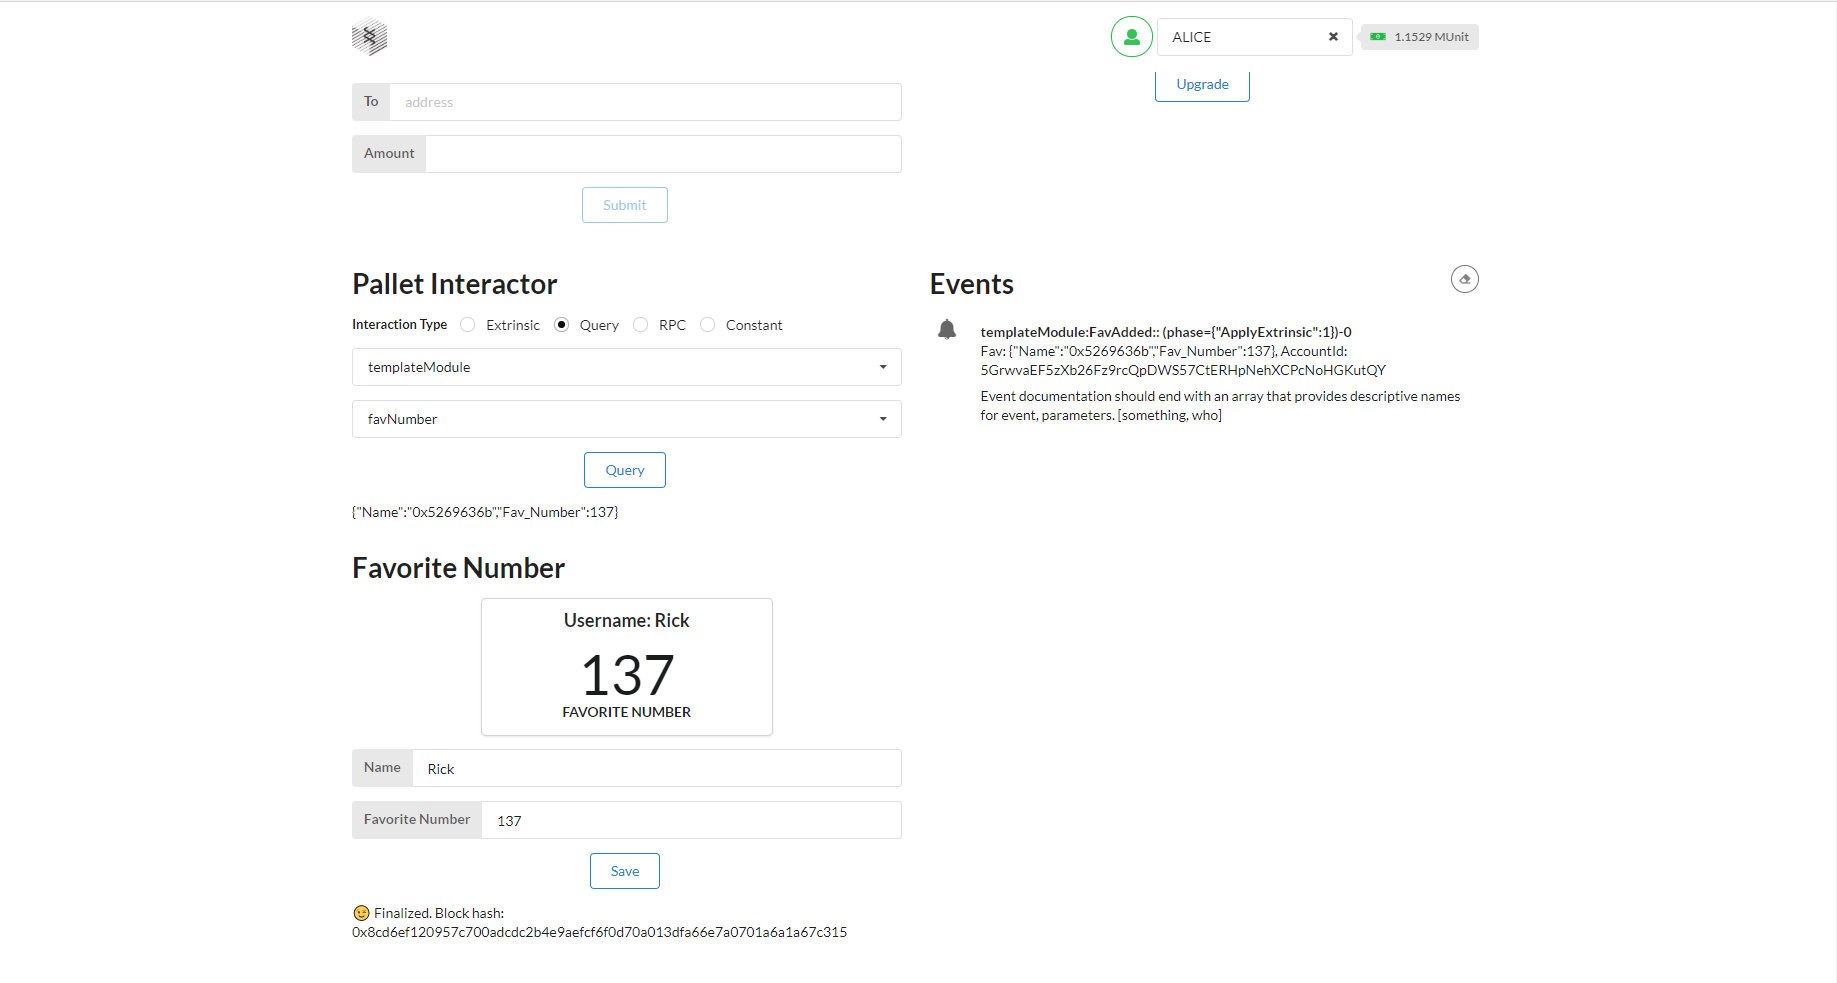 ALICE
1.1529 MUnit
To address
Upgrade
Amount
Submit
Pallet Interactor
Interaction Type Extrinsic Query RPC Constant
templateModule
favNumber
Query
{"Name":"0x5269636b","Fav_Number":137}
Events
templateModule:FavAdded:: (phase={"ApplyExtrinsic":1})-0
Fav: {"Name":"0x5269636b","Fav_Number":137}, AccountId:
5GrwvaEF5zXb26Fz9rcQpDWS57CtERHpNehXCPcNoHGKutQY
Event documentation should end with an array that provides descriptive names
for event, parameters. [something, who]
Favorite Number
Username: Rick
137
FAVORITE NUMBER
Name Rick
Favorite Number 137
Save
Finalized. Block hash:
0x8cd6ef120957c700adcdc2b4e9aefcf6f0d70a013dfa66e7a0701a6a1a67c315